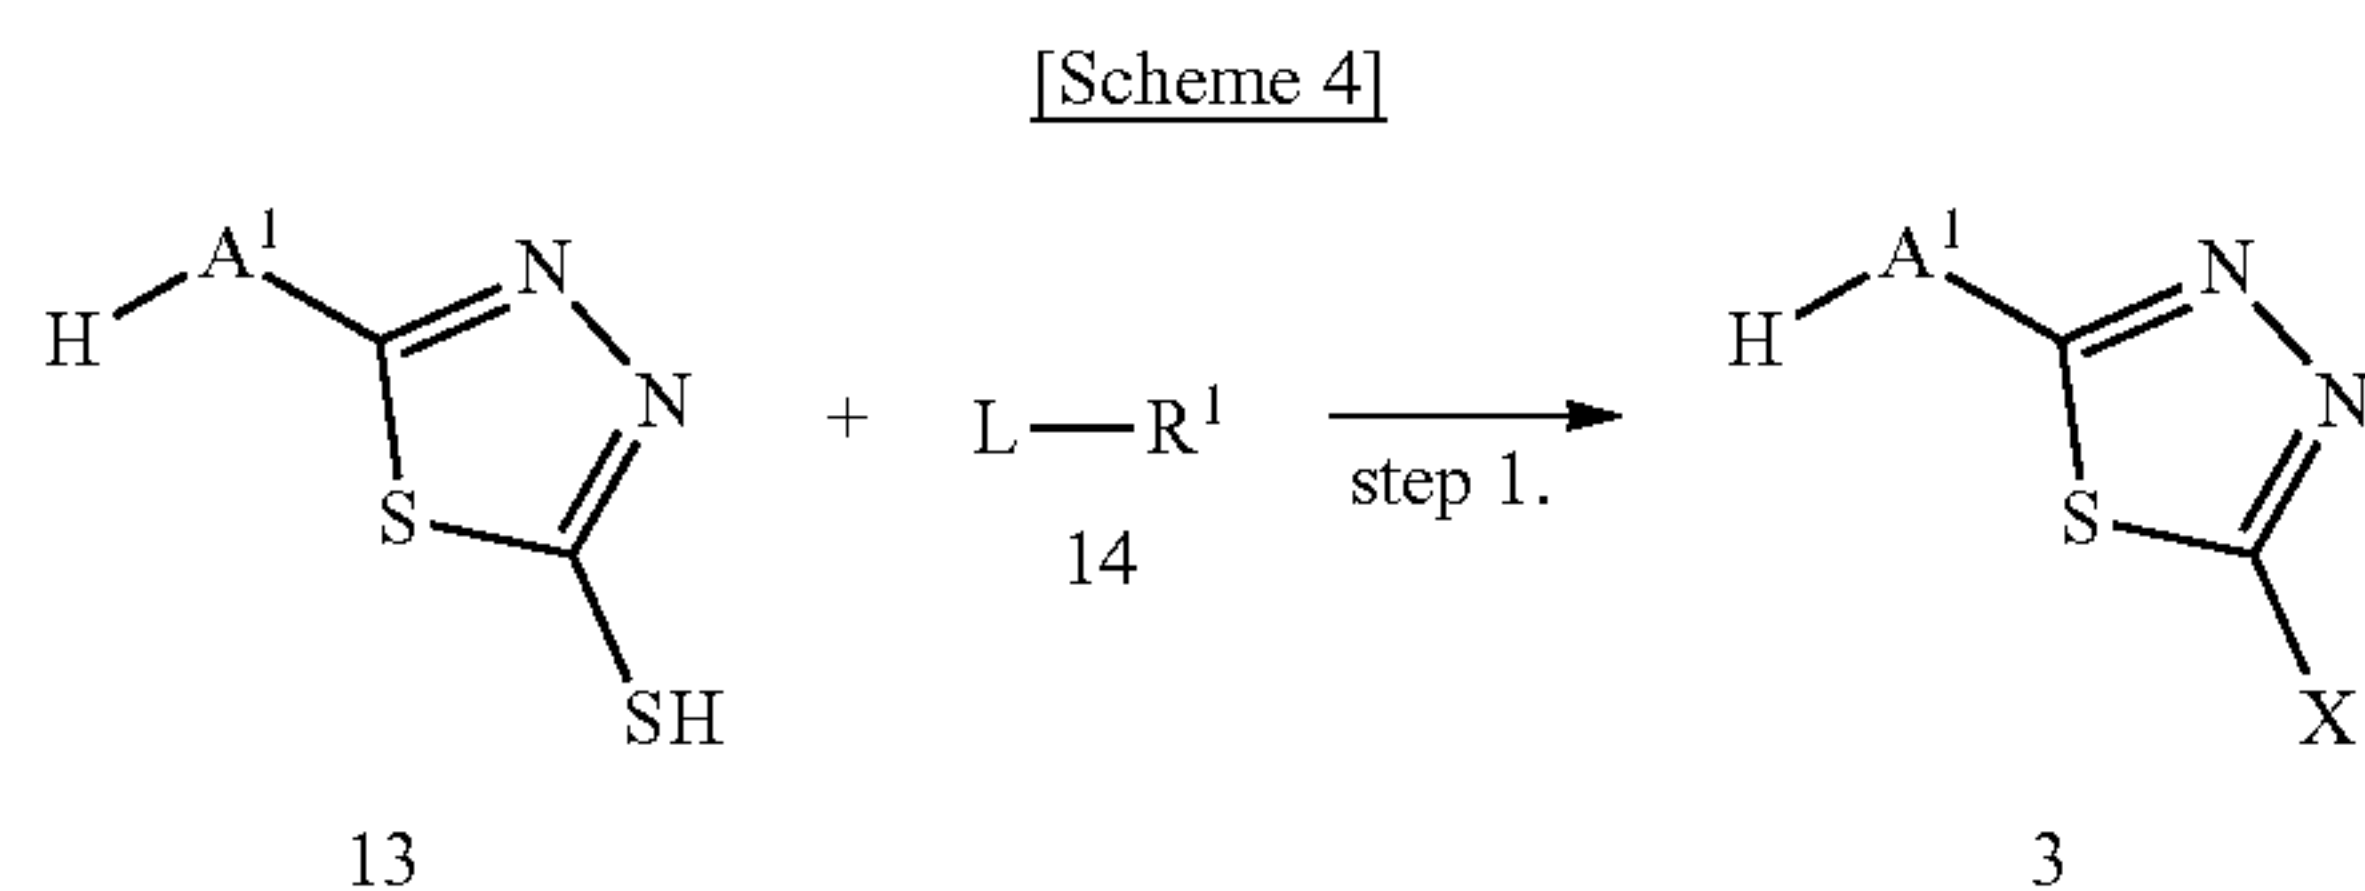 [Scheme 4]
H A¹ N N S SH
+
L R¹
14
step 1.
H A¹ N N S X
13
3